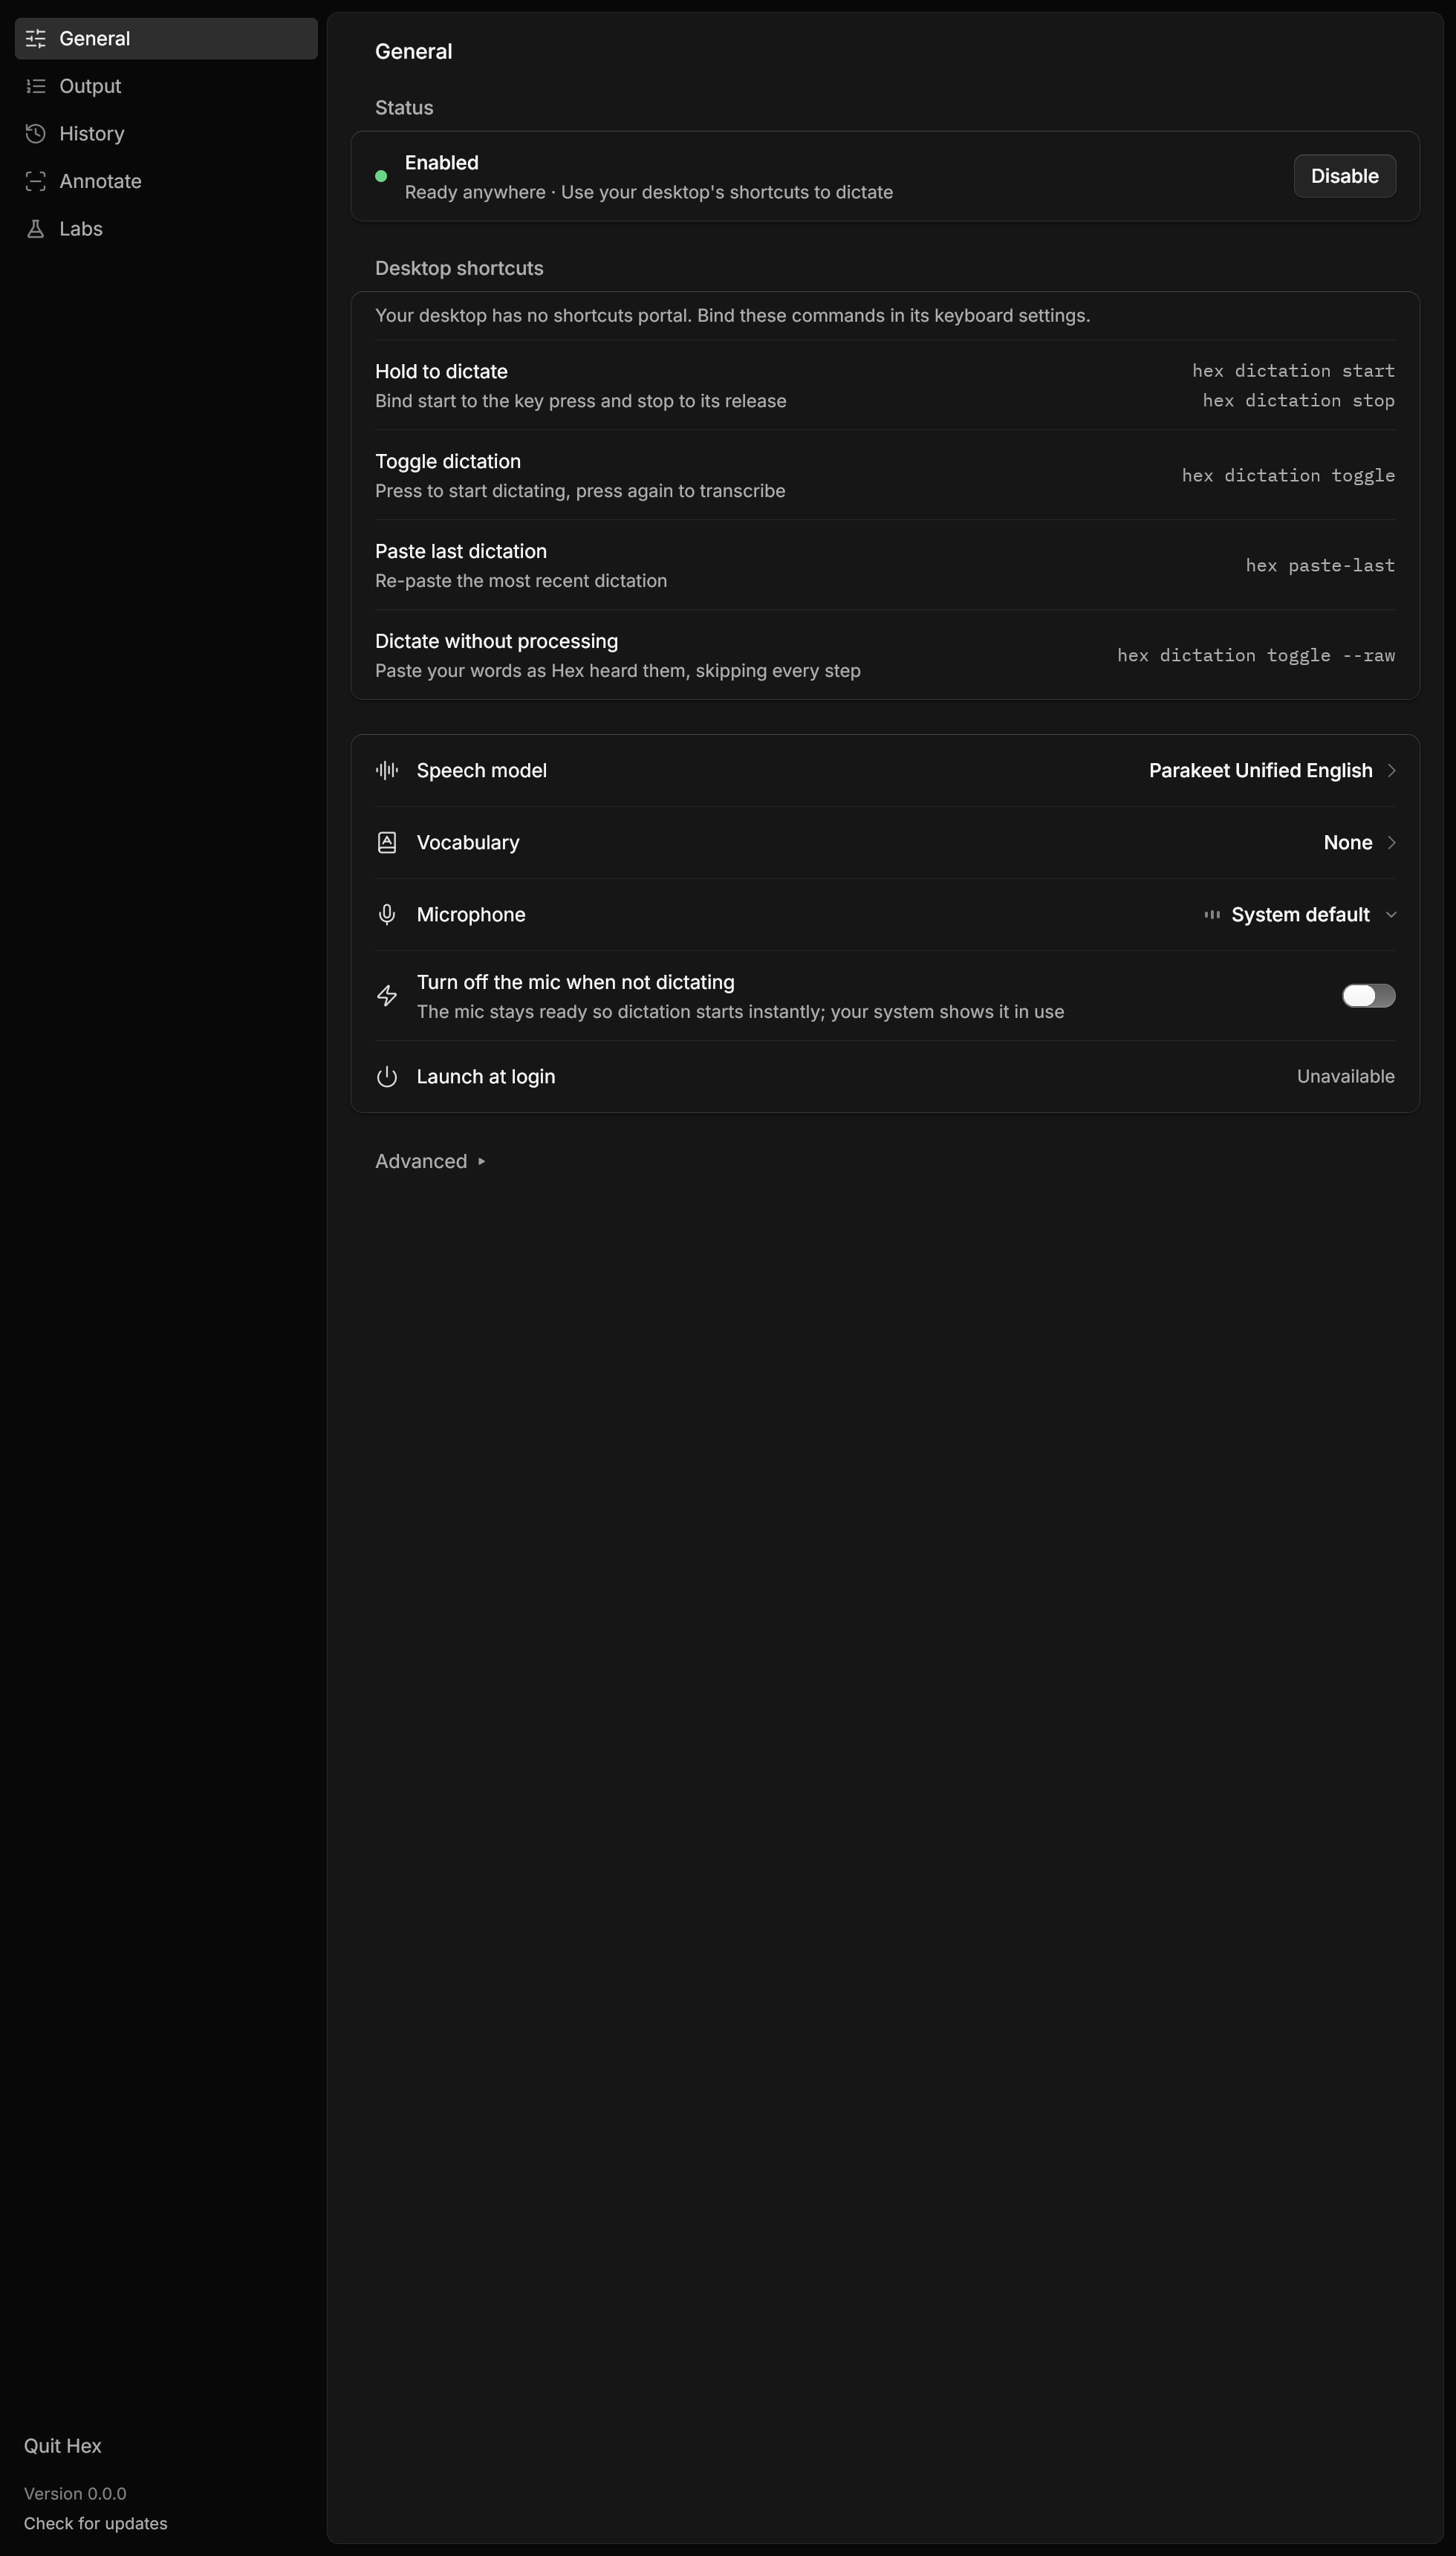 General
Output
History
Annotate
Labs
Quit Hex
Version 0.0.0
Check for updates
General
Status
Enabled
Ready anywhere · Use your desktop's shortcuts to dictate
Disable
Desktop shortcuts
Your desktop has no shortcuts portal. Bind these commands in its keyboard settings.
Hold to dictate
Bind start to the key press and stop to its release
hex dictation start
hex dictation stop
Toggle dictation
Press to start dictating, press again to transcribe
hex dictation toggle
Paste last dictation
Re-paste the most recent dictation
hex paste-last
Dictate without processing
Paste your words as Hex heard them, skipping every step
hex dictation toggle --raw
Speech model
Parakeet Unified English
Vocabulary
None
Microphone
System default
Turn off the mic when not dictating
The mic stays ready so dictation starts instantly; your system shows it in use
Launch at login
Unavailable
Advanced